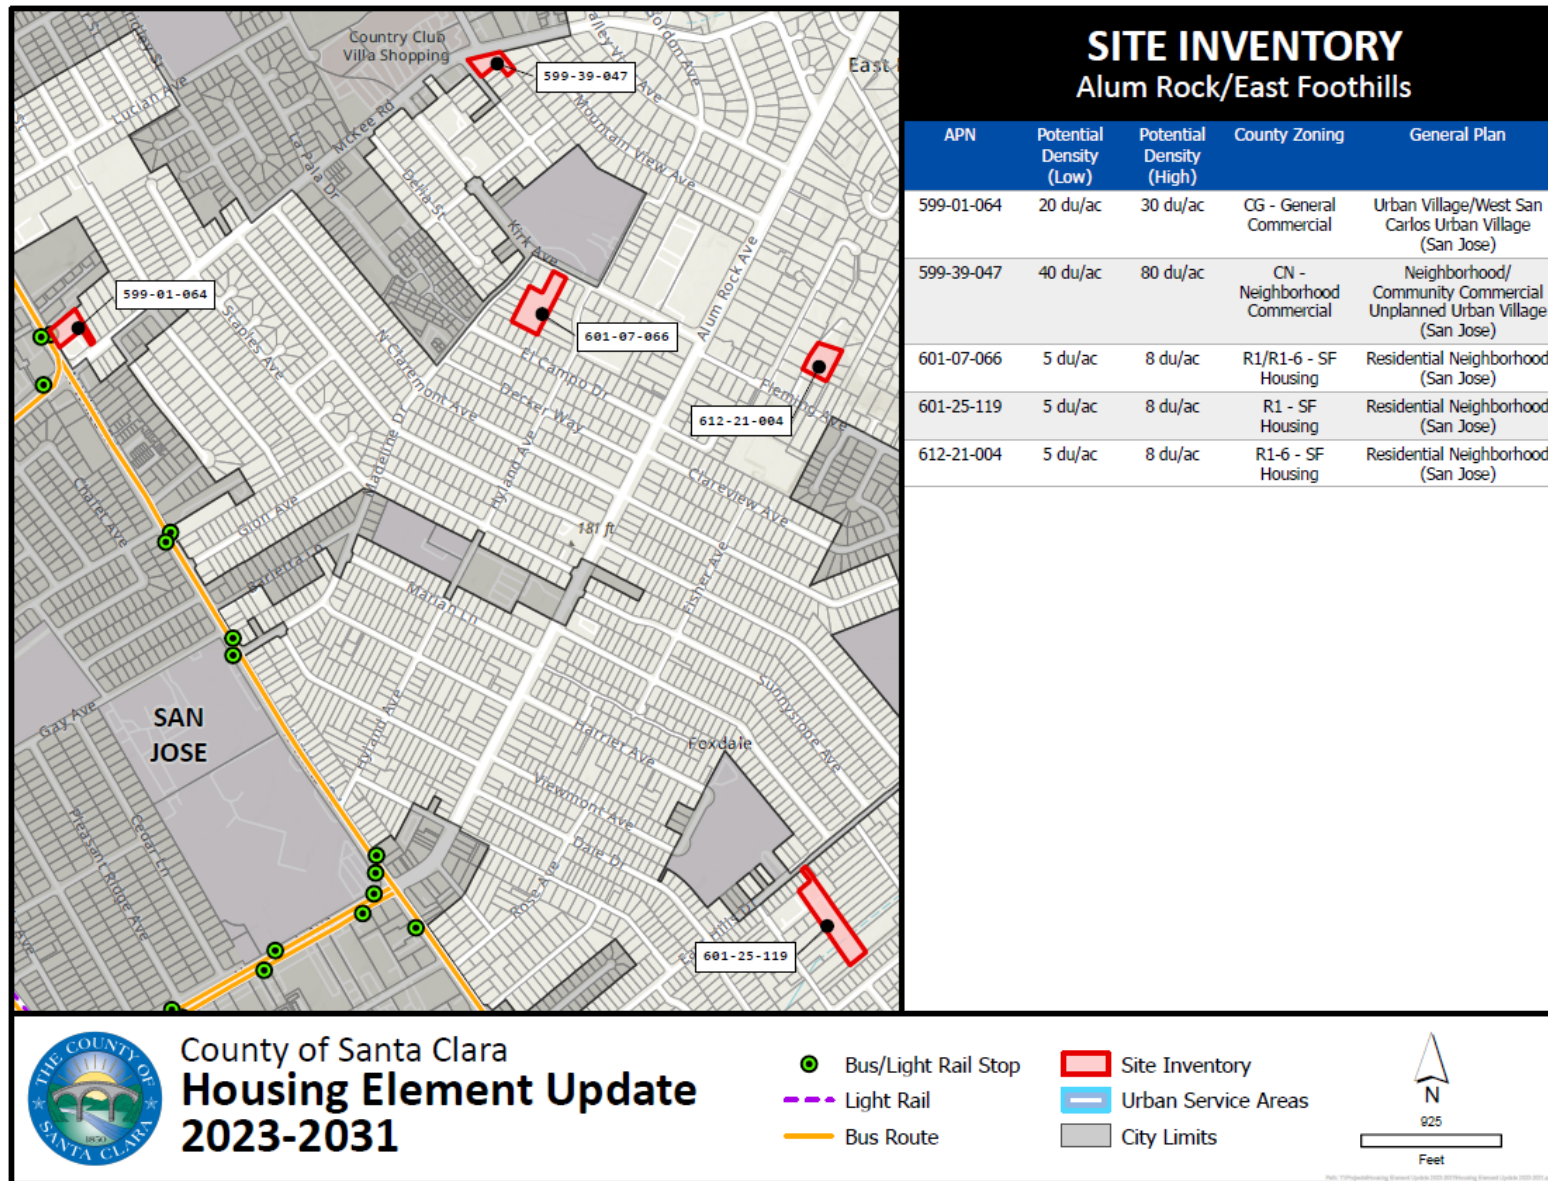 SITE INVENTORY
Alum Rock/East Foothills
APN
Potential Density (Low)
Potential Density (High)
County Zoning
General Plan
599-01-064
20 du/ac
30 du/ac
CG - General
Commercial
Urban Village/West San
Carlos Urban Village
(San Jose)
599-39-047
40 du/ac
80 du/ac
CN -
Neighborhood
Commercial
Neighborhood/
Community Commercial
Unplanned Urban Village
(San Jose)
601-07-066
5 du/ac
8 du/ac
R1/R1-6 - SF
Housing
Residential Neighborhood
(San Jose)
601-25-119
5 du/ac
8 du/ac
R1 - SF
Housing
Residential Neighborhood
(San Jose)
612-21-004
5 du/ac
8 du/ac
R1-6 - SF
Housing
Residential Neighborhood
(San Jose)
Country Club
Villa Shopping
599-39-047
Gordon Ave
East
Lucian Ave
McKee Rd
La Pala Dr
Mountain View Ave
Delia St
Kirk Ave
599-01-064
601-07-066
Alum Rock Ave
Staples Ave
N Claremont Ave
El Campo Dr
Decker Way
Fleming Ave
612-21-004
Madeline Dr
Hyland Ave
Clareview Ave
Gion Ave
181 ft
Marian Ln
Fisher Ave
Sunnyslope Ave
Gay Ave
SAN
JOSE
Hyland Ave
Harrier Ave
Foxdale
Viewmont Ave
Dale Dr
Rose Ave
Pleasant Ridge Ave
Cedar Ln
601-25-119
THE COUNTY OF
SANTA CLARA
1850
County of Santa Clara
Housing Element Update
2023-2031
Bus/Light Rail Stop
Light Rail
Bus Route
Site Inventory
Urban Service Areas
City Limits
N
925
Feet